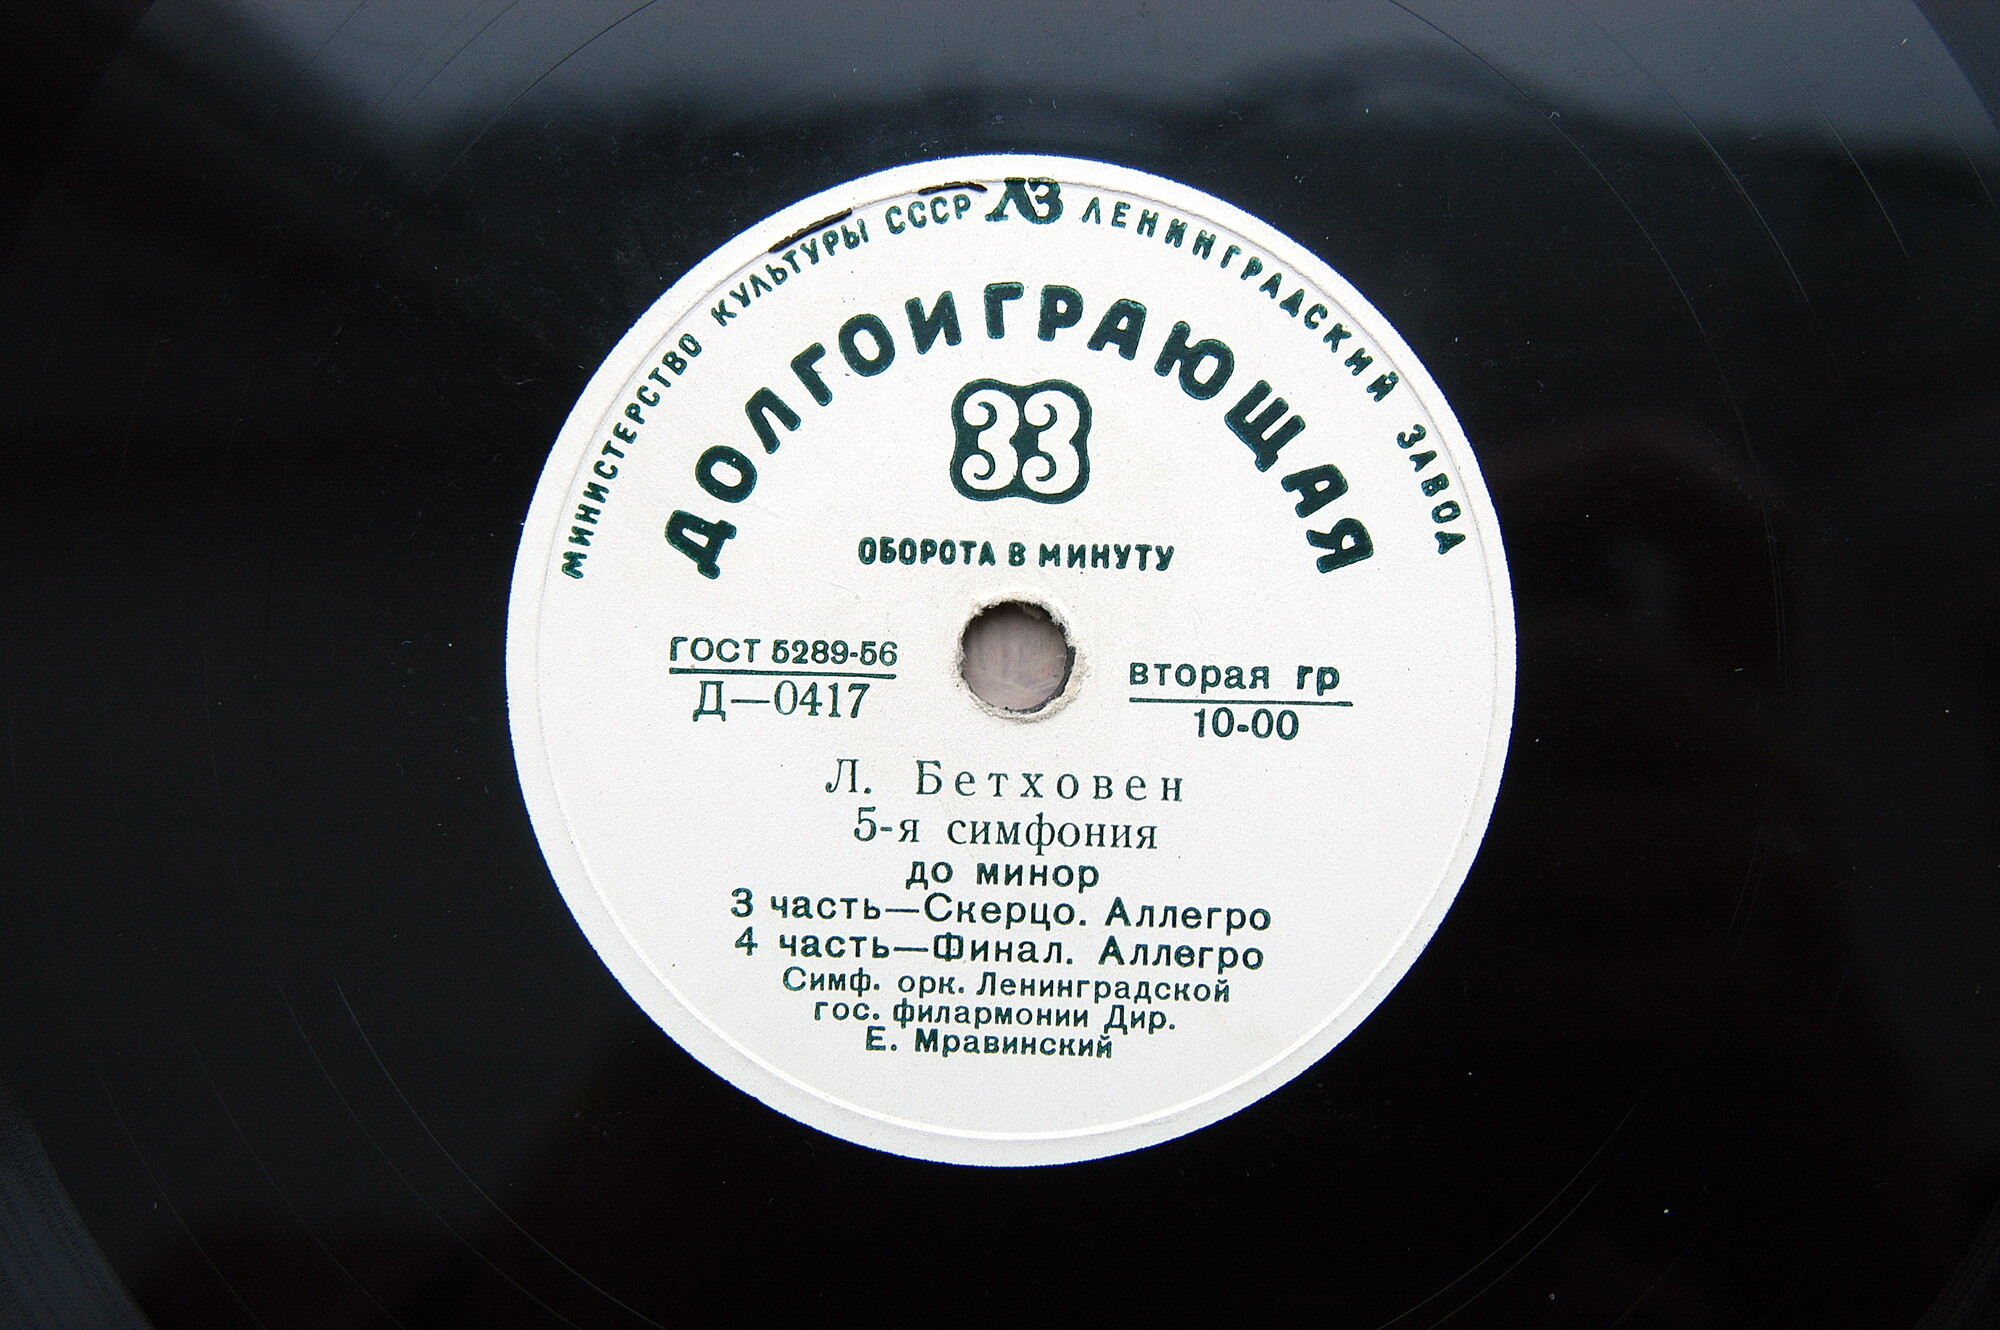 МИНИСТЕРСТВО КУЛЬТУРЫ СССР ЛЗ ЛЕНИНГРАДСКИЙ ЗАВОД
ДОЛГОИГРАЮЩАЯ
33
ОБОРОТА В МИНУТУ
ГОСТ 5289-56
Д—0417
вторая гр
10-00
Л. Бетховен
5-я симфония
до минор
3 часть—Скерцо. Аллегро
4 часть—Финал. Аллегро
Симф. орк. Ленинградской
гос. филармонии Дир.
Е. Мравинский